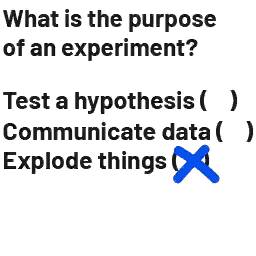 What is the purpose
of an experiment?
Test a hypothesis (   )
Communicate data (   )
Explode things (X)